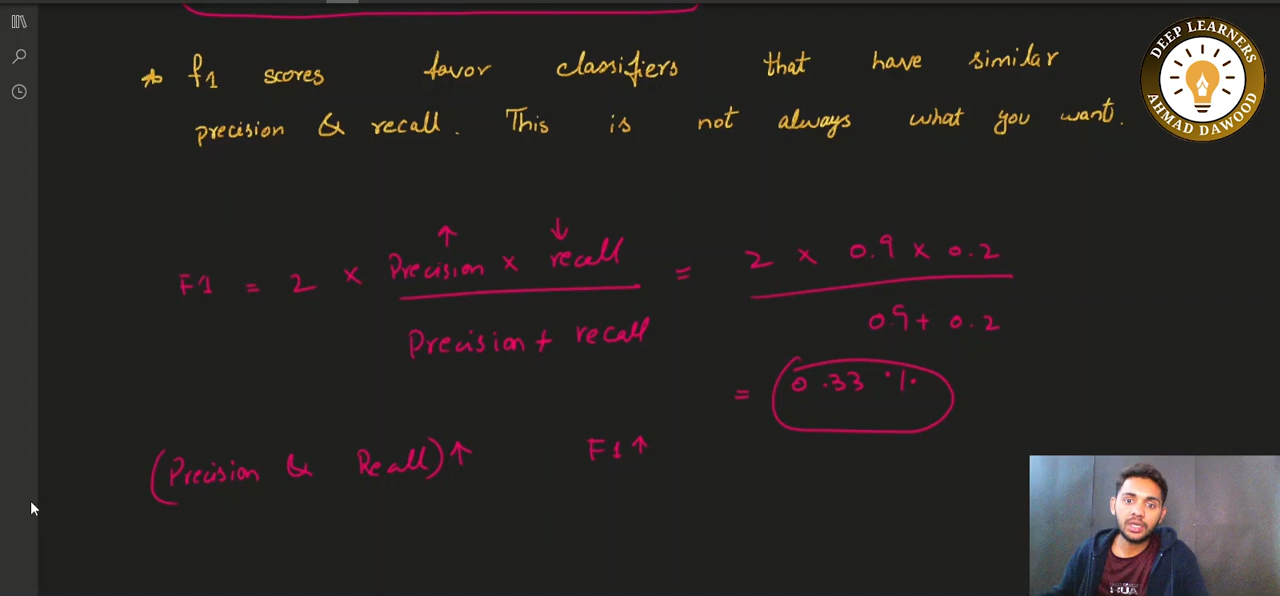 * f1 scores favor classifiers that have similar
precision & recall. This is not always what you want.
F1 = 2 × Precision ↑ × recall ↓ / Precision + recall = 2 × 0.9 × 0.2 / 0.9 + 0.2
= 0.33 %
(Precision & Recall) ↑ F1 ↑
DEEP LEARNERS
AHMAD DAWOOD